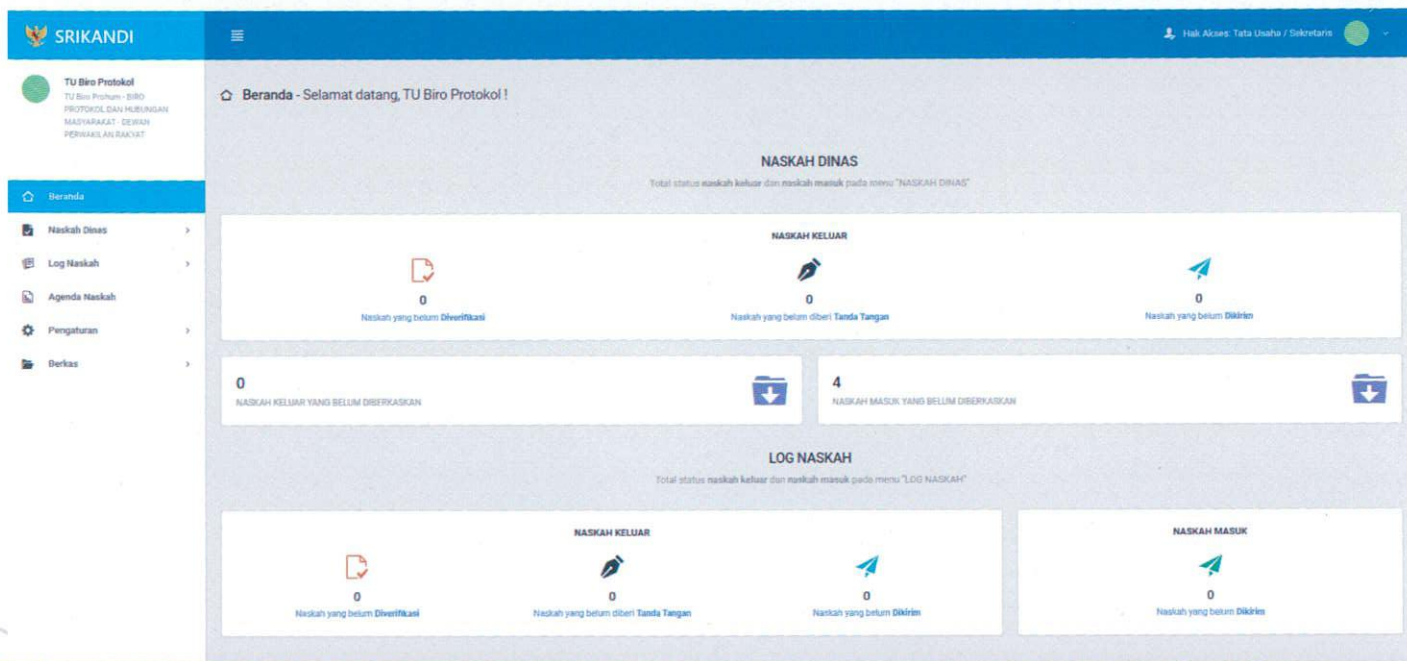 SRIKANDI
Hak Akses: Tata Usaha / Sekretaris
TU Biro Protokol
TU Biro Prohum - BIRO
PROTOKOL DAN HUBUNGAN
MASYARAKAT - DEWAN
PERWAKILAN RAKYAT
Beranda - Selamat datang, TU Biro Protokol !
Beranda
Naskah Dinas
Log Naskah
Agenda Naskah
Pengaturan
Berkas
NASKAH DINAS
Total status naskah keluar dan naskah masuk pada menu "NASKAH DINAS"
NASKAH KELUAR
0
Naskah yang belum Diverifikasi
0
Naskah yang belum diberi Tanda Tangan
0
Naskah yang belum Dikirim
0
NASKAH KELUAR YANG BELUM DIBERKASKAN
4
NASKAH MASUK YANG BELUM DIBERKASKAN
LOG NASKAH
Total status naskah keluar dan naskah masuk pada menu "LOG NASKAH"
NASKAH KELUAR
0
Naskah yang belum Diverifikasi
0
Naskah yang belum diberi Tanda Tangan
0
Naskah yang belum Dikirim
NASKAH MASUK
0
Naskah yang belum Dikirim